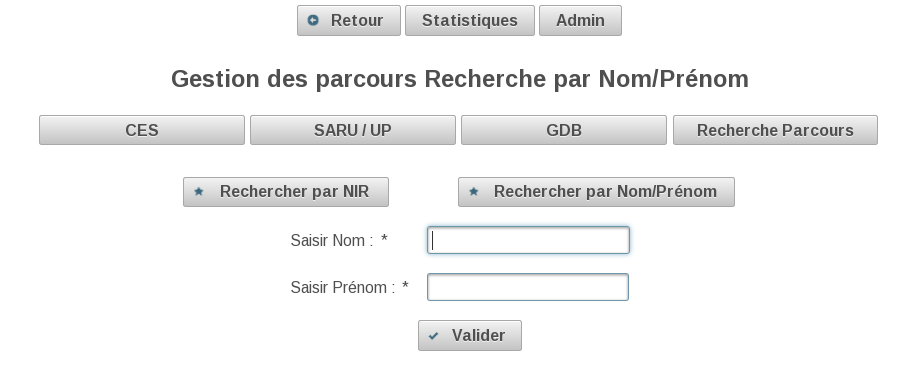 Retour Statistiques Admin
Gestion des parcours Recherche par Nom/Prénom
CES SARU / UP GDB Recherche Parcours
Rechercher par NIR Rechercher par Nom/Prénom
Saisir Nom : *
Saisir Prénom : *
Valider